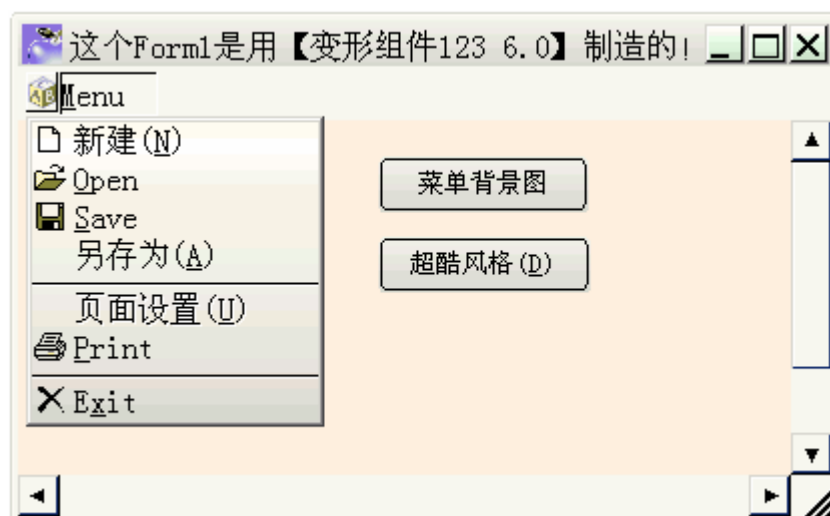 这个Form1是用【变形组件123 6.0】制造的!
Menu
新建(N)
Open
Save
另存为(A)
页面设置(U)
Print
Exit
菜单背景图
超酷风格(D)